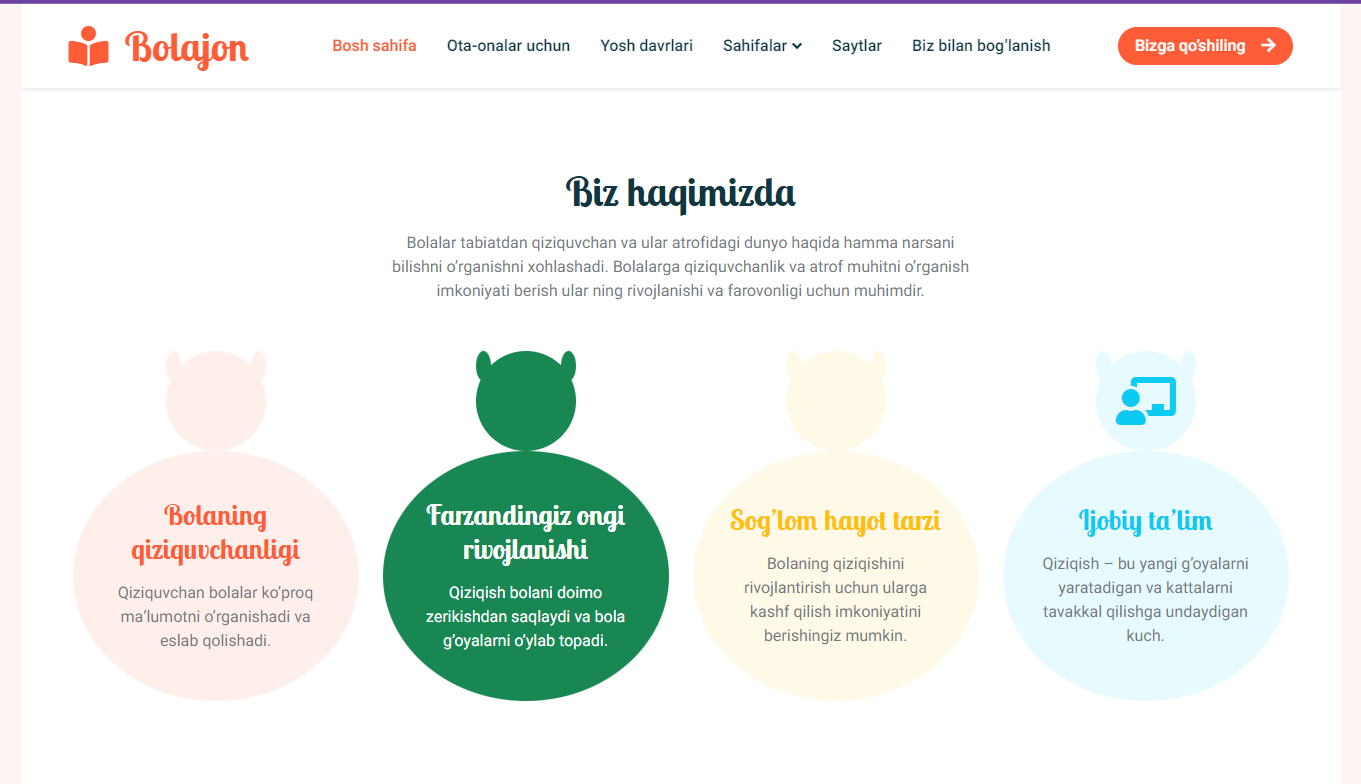 Bolajon
Bosh sahifa
Ota-onalar uchun
Yosh davrlari
Sahifalar
Saytlar
Biz bilan bog’lanish
Bizga qo’shiling
Biz haqimizda
Bolalar tabiatdan qiziquvchan va ular atrofidagi dunyo haqida hamma narsani
bilishni o’rganishni xohlashadi. Bolalarga qiziquvchanlik va atrof muhitni o’rganish
imkoniyati berish ular ning rivojlanishi va farovonligi uchun muhimdir.
Bolaning
qiziquvchanligi
Qiziquvchan bolalar ko’proq
ma’lumotni o’rganishadi va
eslab qolishadi.
Farzandingiz ongi
rivojlanishi
Qiziqish bolani doimo
zerikishdan saqlaydi va bola
g’oyalarni o’ylab topadi.
Sog’lom hayot tarzi
Bolaning qiziqishini
rivojlantirish uchun ularga
kashf qilish imkoniyatini
berishingiz mumkin.
Ijobiy ta’lim
Qiziqish – bu yangi g’oyalarni
yaratadigan va kattalarni
tavakkal qilishga undaydigan
kuch.